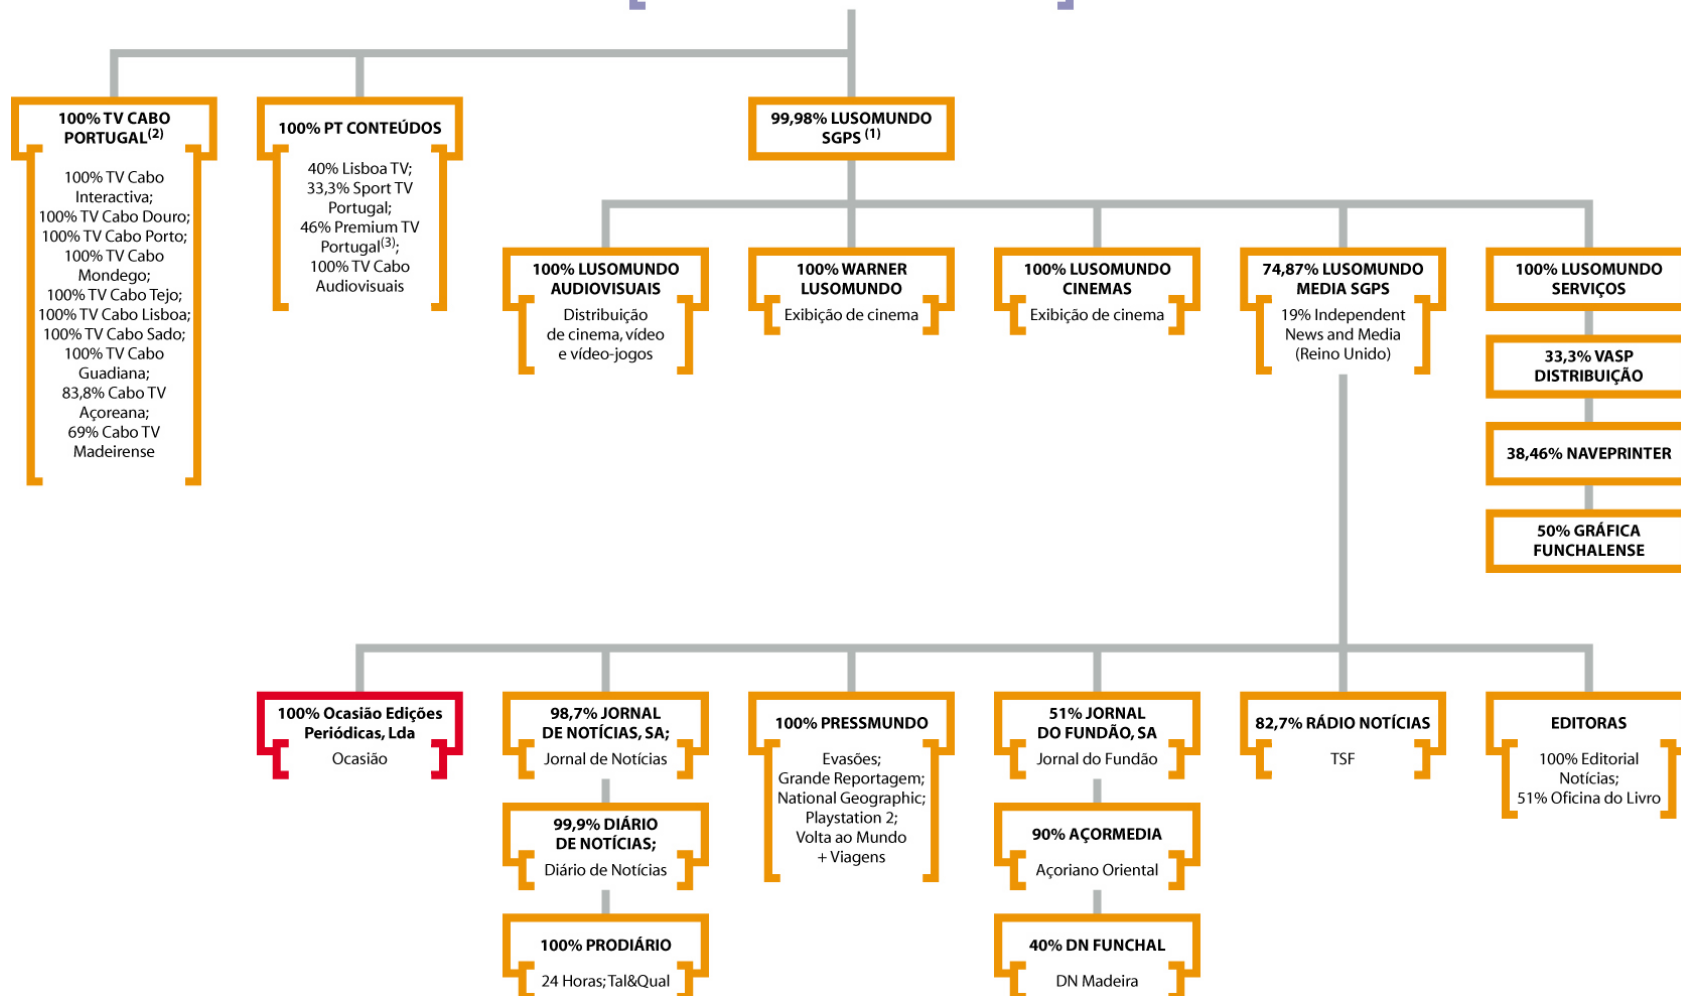 100% TV CABO
PORTUGAL(2)
100% TV Cabo
Interactiva;
100% TV Cabo Douro;
100% TV Cabo Porto;
100% TV Cabo
Mondego;
100% TV Cabo Tejo;
100% TV Cabo Lisboa;
100% TV Cabo Sado;
100% TV Cabo
Guadiana;
83,8% Cabo TV
Açoreana;
69% Cabo TV
Madeirense
100% PT CONTEÚDOS
40% Lisboa TV;
33,3% Sport TV
Portugal;
46% Premium TV
Portugal(3);
100% TV Cabo
Audiovisuais
99,98% LUSOMUNDO
SGPS (1)
100% LUSOMUNDO
AUDIOVISUAIS
Distribuição
de cinema, vídeo
e vídeo-jogos
100% WARNER
LUSOMUNDO
Exibição de cinema
100% LUSOMUNDO
CINEMAS
Exibição de cinema
74,87% LUSOMUNDO
MEDIA SGPS
19% Independent
News and Media
(Reino Unido)
100% LUSOMUNDO
SERVIÇOS
33,3% VASP
DISTRIBUIÇÃO
38,46% NAVEPRINTER
50% GRÁFICA
FUNCHALENSE
100% Ocasião Edições
Periódicas, Lda
Ocasião
98,7% JORNAL
DE NOTÍCIAS, SA;
Jornal de Notícias
99,9% DIÁRIO
DE NOTÍCIAS;
Diário de Notícias
100% PRODIÁRIO
24 Horas; Tal&Qual
100% PRESSMUNDO
Evasões;
Grande Reportagem;
National Geographic;
Playstation 2;
Volta ao Mundo
+ Viagens
51% JORNAL
DO FUNDÃO, SA
Jornal do Fundão
90% AÇORMEDIA
Açoriano Oriental
40% DN FUNCHAL
DN Madeira
82,7% RÁDIO NOTÍCIAS
TSF
EDITORAS
100% Editorial
Notícias;
51% Oficina do Livro